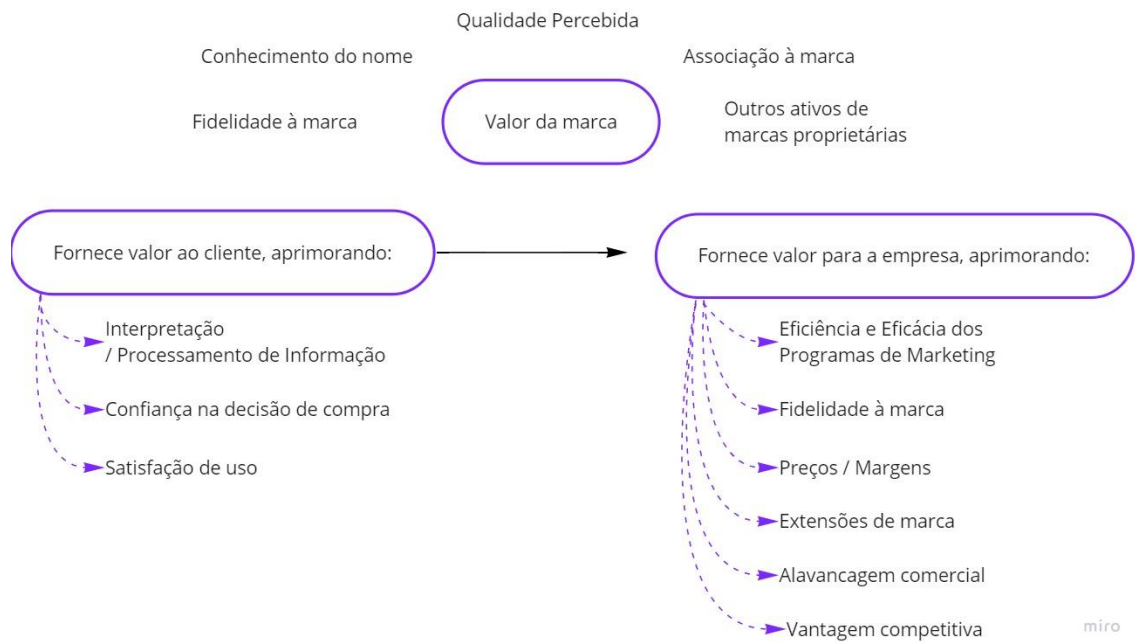 Qualidade Percebida
Conhecimento do nome
Associação à marca
Fidelidade à marca
Valor da marca
Outros ativos de
marcas proprietárias
Fornece valor ao cliente, aprimorando:
Interpretação
/ Processamento de Informação
Confiança na decisão de compra
Satisfação de uso
Fornece valor para a empresa, aprimorando:
Eficiência e Eficácia dos
Programas de Marketing
Fidelidade à marca
Preços / Margens
Extensões de marca
Alavancagem comercial
Vantagem competitiva
miro